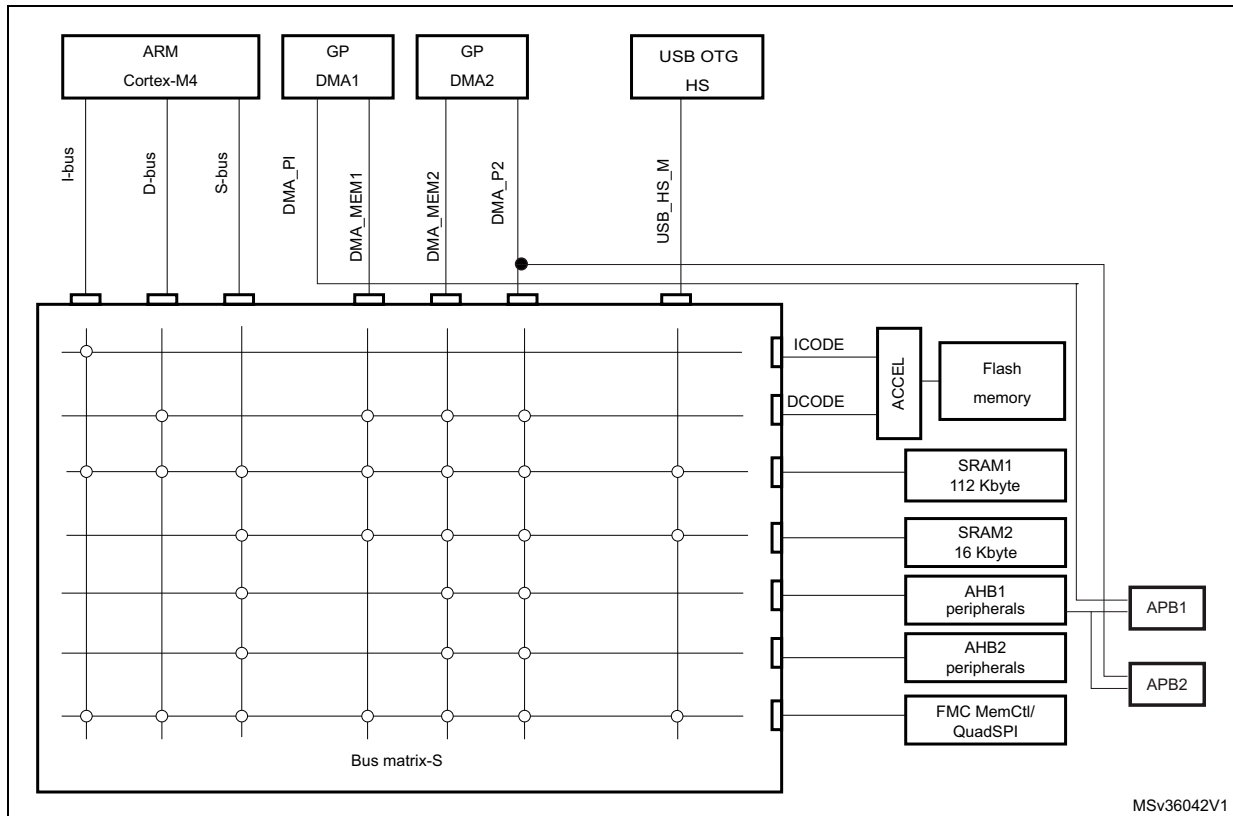 ARM
Cortex-M4
GP
DMA1
GP
DMA2
USB OTG
HS
I-bus
D-bus
S-bus
DMA_PI
DMA_MEM1
DMA_MEM2
DMA_P2
USB_HS_M
ICODE
DCODE
ACCEL
Flash
memory
SRAM1
112 Kbyte
SRAM2
16 Kbyte
AHB1
peripherals
APB1
AHB2
peripherals
APB2
FMC MemCtl/
QuadSPI
Bus matrix-S
MSv36042V1